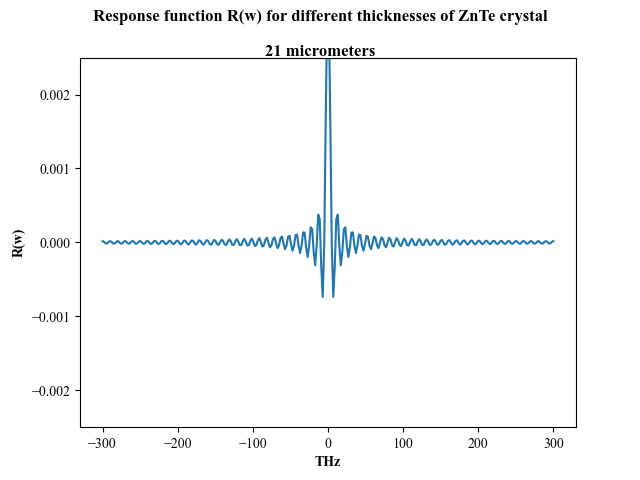 Response function R(w) for different thicknesses of ZnTe crystal
21 micrometers
0.002
0.001
0.000
−0.001
−0.002
R(w)
−300 −200 −100 0 100 200 300
THz